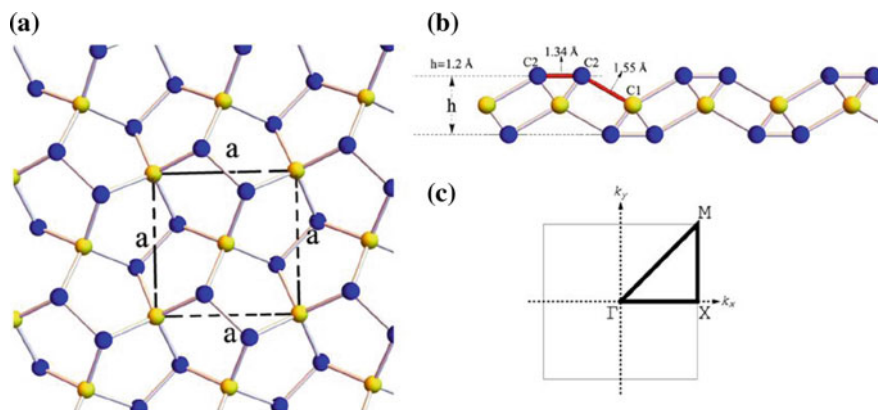 (a)
a
a
a
a
(b)
1.34 Å
h=1.2 Å
C2
C2
1.55 Å
h
C1
(c)
k_y
M
Γ
X
k_x